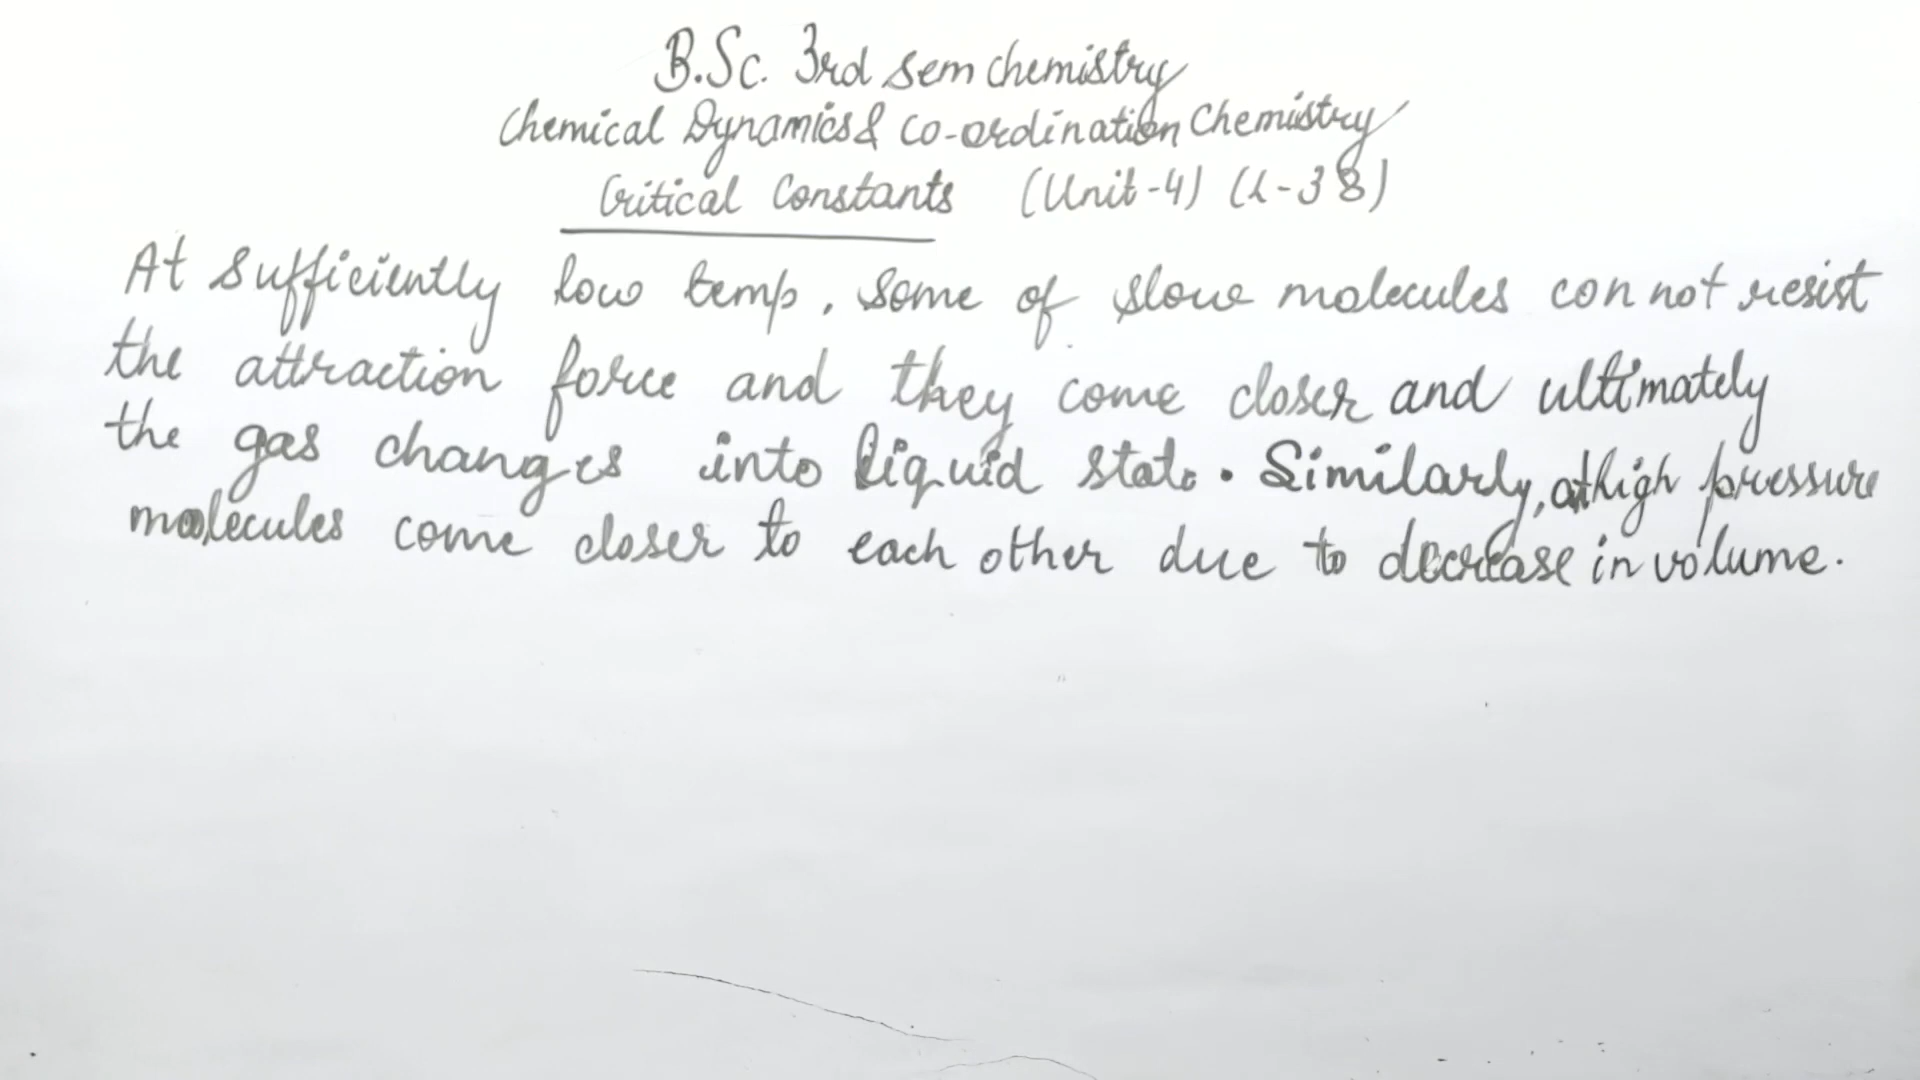 B.Sc. 3rd sem chemistry
Chemical Dynamics & Co-ordination Chemistry
Critical Constants (Unit-4) (L-38)
At sufficiently low temp, some of slow molecules con not resist
the attraction force and they come closer and ultimately
the gas changes into liquid state. Similarly, at high pressure
molecules come closer to each other due to decrease in volume.